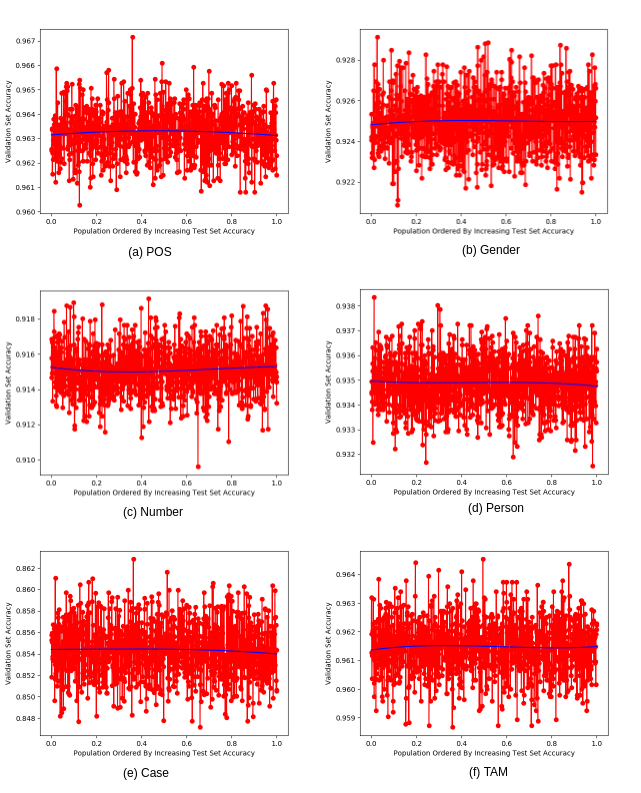 0.967
0.966
0.965
0.964
0.963
0.962
0.961
0.960
Validation Set Accuracy
0.0 0.2 0.4 0.6 0.8 1.0
Population Ordered By Increasing Test Set Accuracy
(a) POS
0.928
0.926
0.924
0.922
Validation Set Accuracy
0.0 0.2 0.4 0.6 0.8 1.0
Population Ordered By Increasing Test Set Accuracy
(b) Gender
0.918
0.916
0.914
0.912
0.910
Validation Set Accuracy
0.0 0.2 0.4 0.6 0.8 1.0
Population Ordered By Increasing Test Set Accuracy
(c) Number
0.938
0.937
0.936
0.935
0.934
0.933
0.932
Validation Set Accuracy
0.0 0.2 0.4 0.6 0.8 1.0
Population Ordered By Increasing Test Set Accuracy
(d) Person
0.862
0.860
0.858
0.856
0.854
0.852
0.850
0.848
Validation Set Accuracy
0.0 0.2 0.4 0.6 0.8 1.0
Population Ordered By Increasing Test Set Accuracy
(e) Case
0.964
0.963
0.962
0.961
0.960
0.959
Validation Set Accuracy
0.0 0.2 0.4 0.6 0.8 1.0
Population Ordered By Increasing Test Set Accuracy
(f) TAM